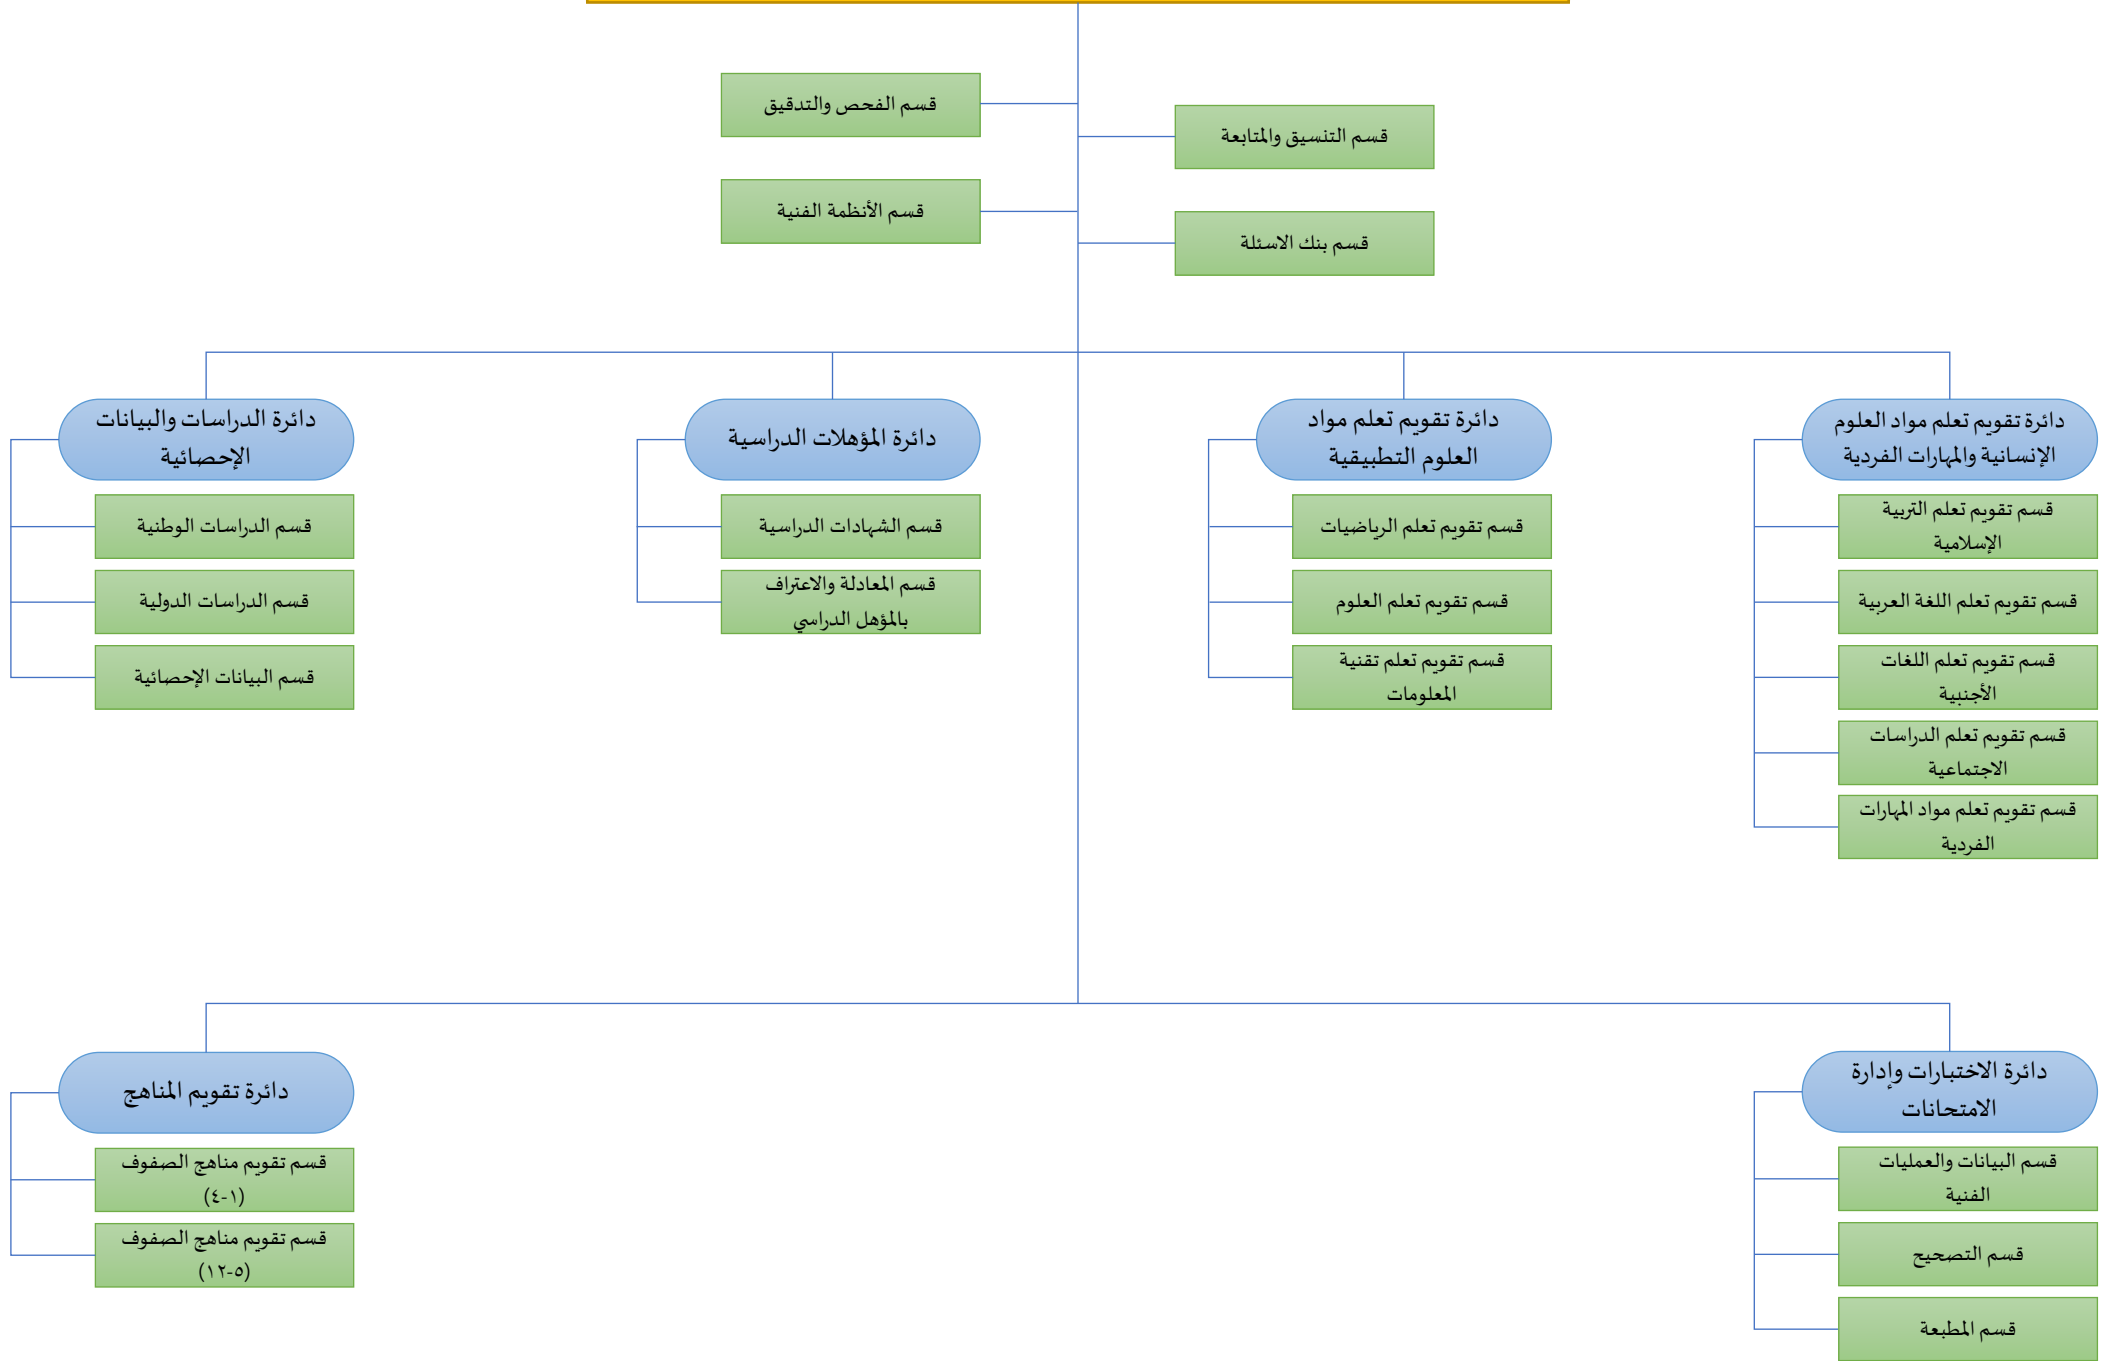 قسم الفحص والتدقيق
قسم التنسيق والمتابعة
قسم الأنظمة الفنية
قسم بنك الاسئلة
دائرة تقويم تعلم مواد العلوم
الإنسانية والمهارات الفردية
قسم تقويم تعلم التربية
الإسلامية
قسم تقويم تعلم اللغة العربية
قسم تقويم تعلم اللغات
الأجنبية
قسم تقويم تعلم الدراسات
الاجتماعية
قسم تقويم تعلم مواد المهارات
الفردية
دائرة تقويم تعلم مواد
العلوم التطبيقية
قسم تقويم تعلم الرياضيات
قسم تقويم تعلم العلوم
قسم تقويم تعلم تقنية
المعلومات
دائرة المؤهلات الدراسية
قسم الشهادات الدراسية
قسم المعادلة والاعتراف
بالمؤهل الدراسي
دائرة الدراسات والبيانات
الإحصائية
قسم الدراسات الوطنية
قسم الدراسات الدولية
قسم البيانات الإحصائية
دائرة الاختبارات وإدارة
الامتحانات
قسم البيانات والعمليات
الفنية
قسم التصحيح
قسم المطبعة
دائرة تقويم المناهج
قسم تقويم مناهج الصفوف
(١-٤)
قسم تقويم مناهج الصفوف
(٥-١٢)